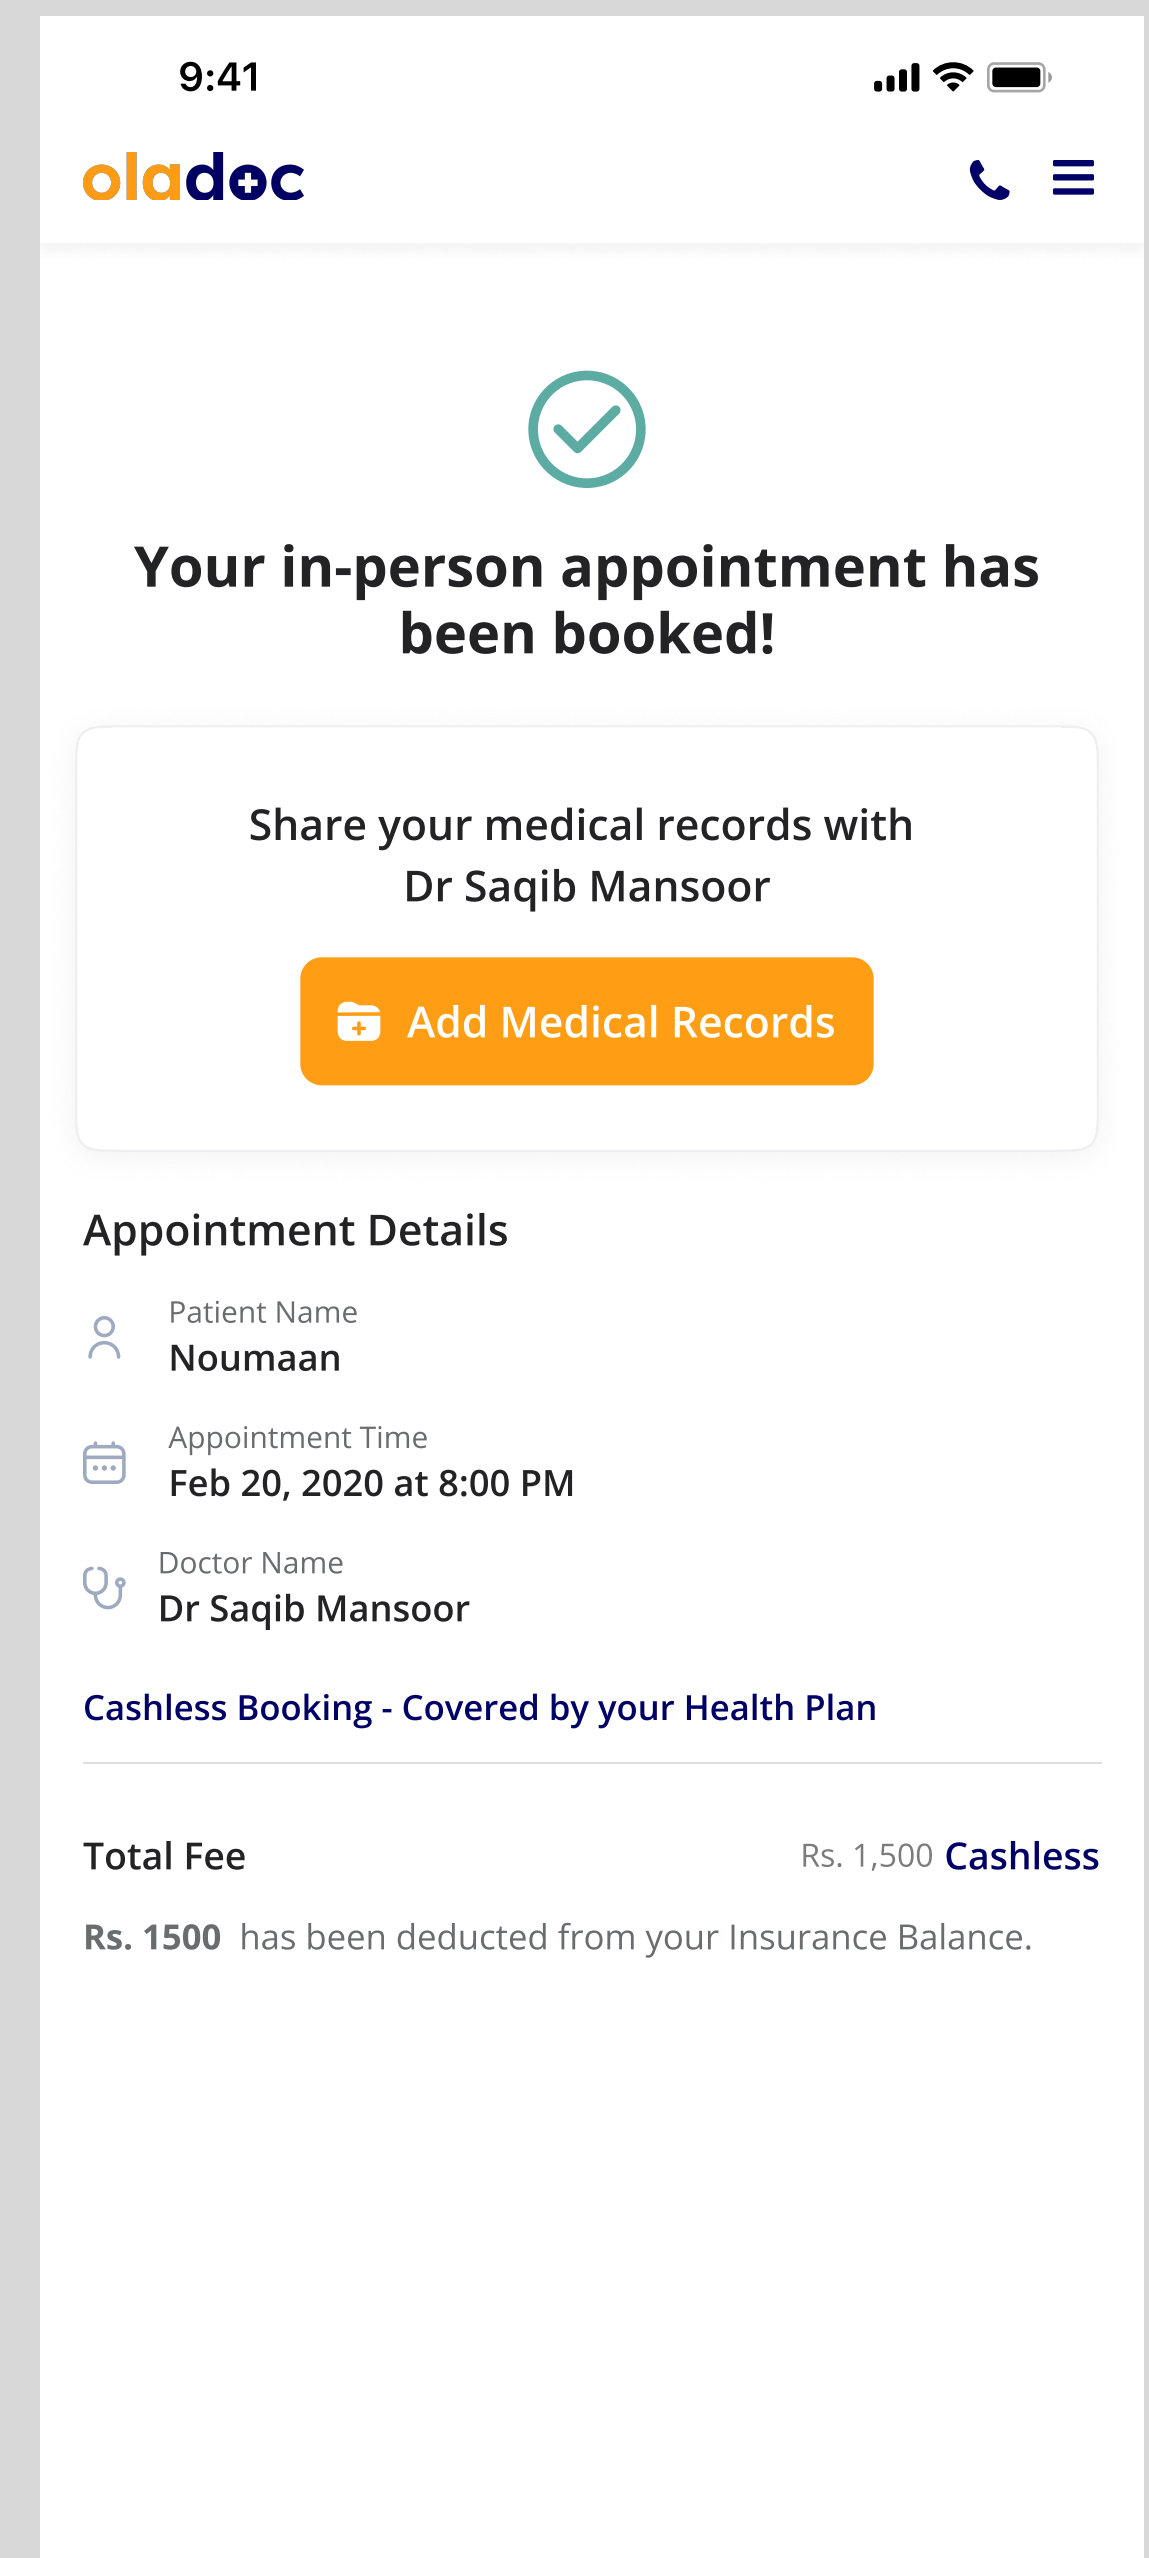 9:41
oladoc
Your in-person appointment has
been booked!
Share your medical records with
Dr Saqib Mansoor
Add Medical Records
Appointment Details
Patient Name
Noumaan
Appointment Time
Feb 20, 2020 at 8:00 PM
Doctor Name
Dr Saqib Mansoor
Cashless Booking - Covered by your Health Plan
Total Fee Rs. 1,500 Cashless
Rs. 1500 has been deducted from your Insurance Balance.